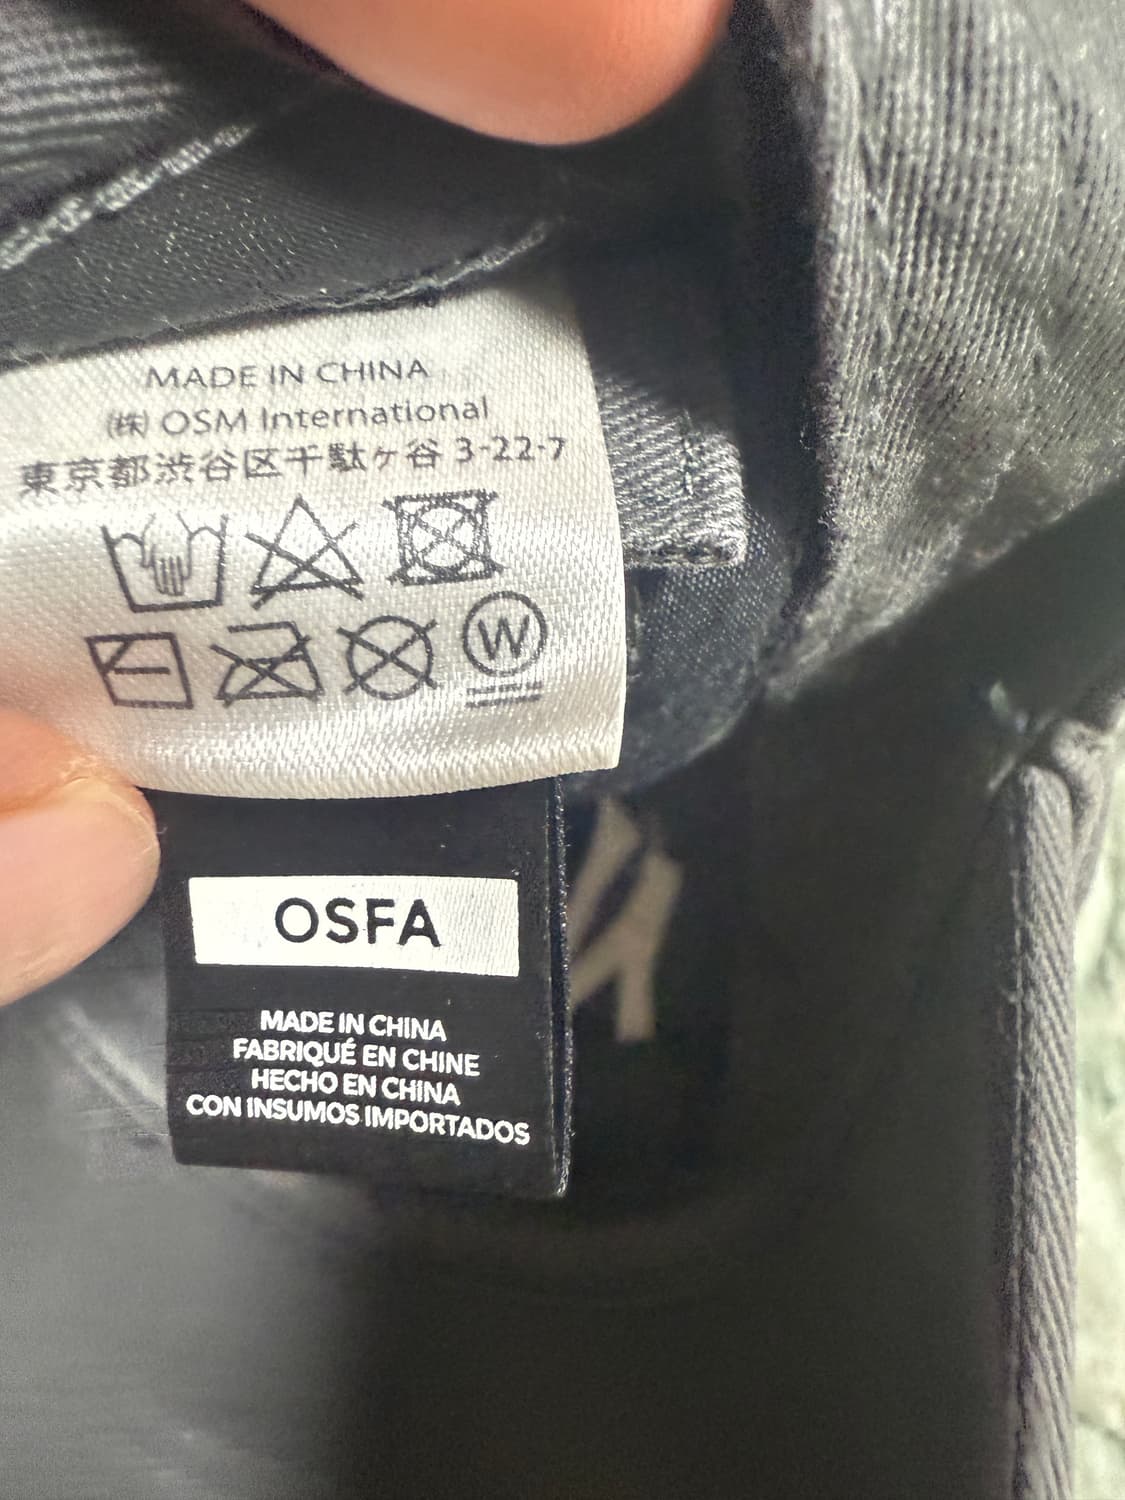 MADE IN CHINA
㈱ OSM International
東京都渋谷区千駄ヶ谷 3-22-7
W
OSFA
MADE IN CHINA
FABRIQUÉ EN CHINE
HECHO EN CHINA
CON INSUMOS IMPORTADOS